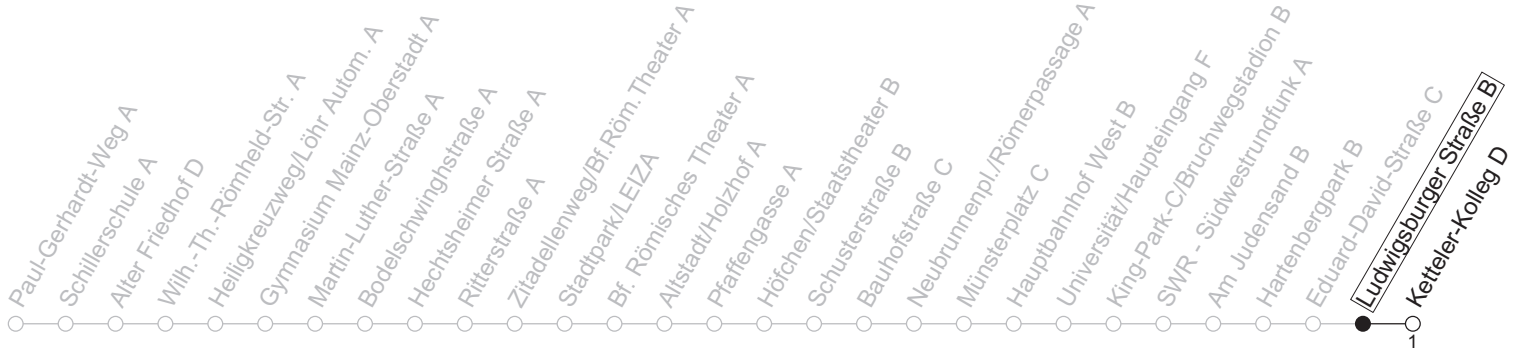 Paul-Gerhardt-Weg A
Schillerschule A
Alter Friedhof D
Wilh.-Th.-Römheld-Str. A
Heiligkreuzweg/Löhr Autom. A
Gymnasium Mainz-Oberstadt A
Martin-Luther-Straße A
Bodelschwinghstraße A
Hechtsheimer Straße A
Ritterstraße A
Zitadellenweg/Bf.Röm.Theater A
Stadtpark/LEIZA
Bf. Römisches Theater A
Altstadt/Holzhof A
Pfaffengasse A
Höfchen/Staatstheater B
Schusterstraße B
Bauhofstraße C
Neubrunnenpl./Römerpassage A
Münsterplatz C
Hauptbahnhof West B
Universität/Haupteingang F
King-Park-C/Bruchwegstadion B
SWR - Südwestrundfunk A
Am Judensand B
Hartenbergpark B
Eduard-David-Straße C
Ludwigsburger Straße B
Ketteler-Kolleg D
1